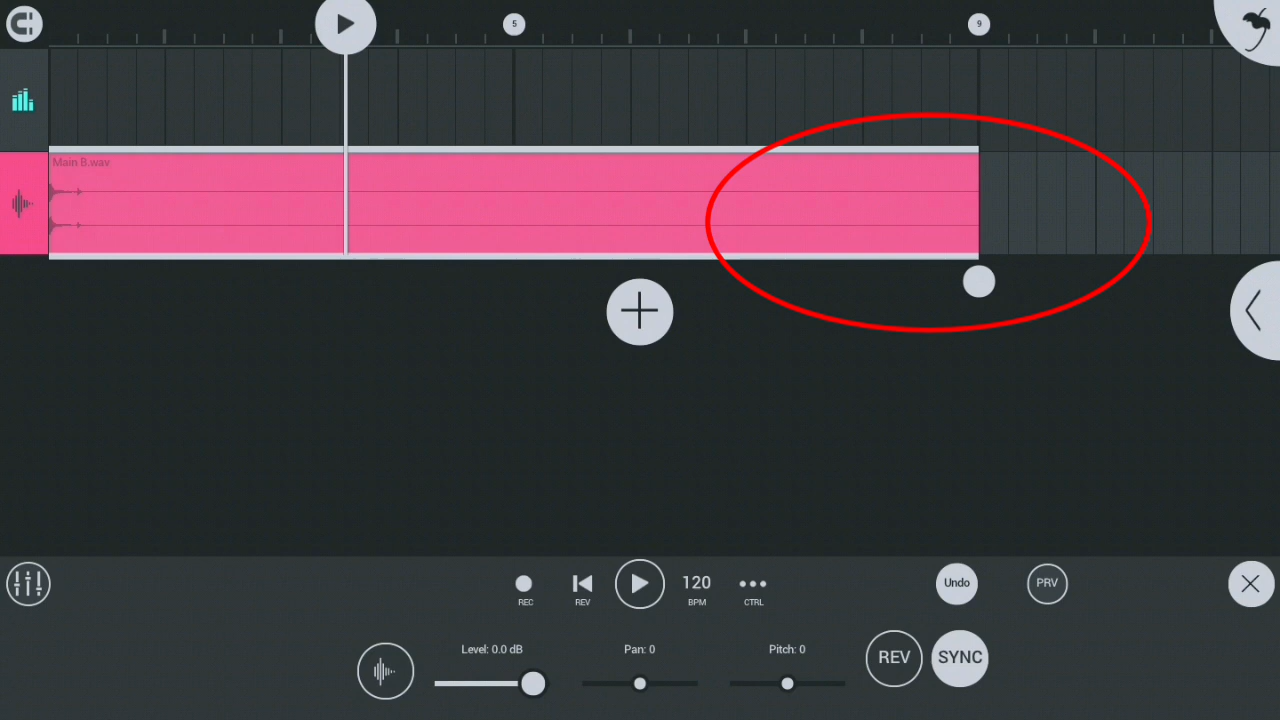 5
9
Main B.wav
REC
REV
120
BPM
CTRL
Undo
PRV
Level: 0.0 dB
Pan: 0
Pitch: 0
REV
SYNC